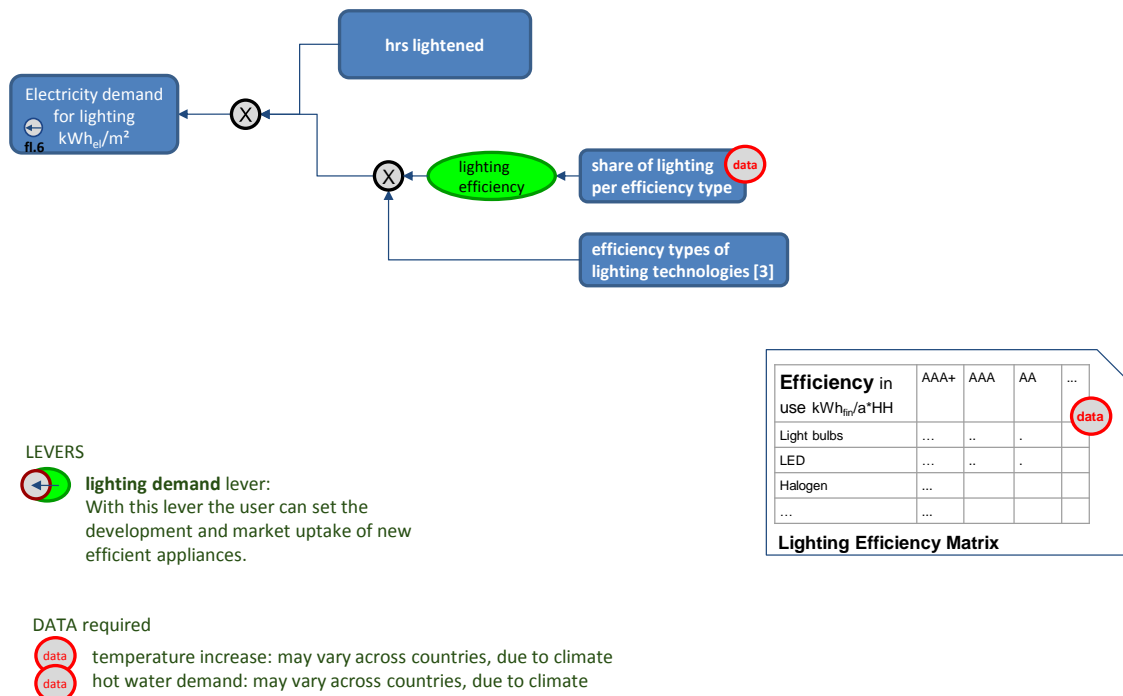 hrs lightened
Electricity demand
for lighting
kWhel/m²
fl.6
X
X
lighting
efficiency
share of lighting
per efficiency type
data
efficiency types of
lighting technologies [3]
Efficiency in
use kWhfin/a*HH
AAA+ AAA AA ...
data
Light bulbs … .. .
LED … .. .
Halogen ...
… ...
Lighting Efficiency Matrix
LEVERS
lighting demand lever:
With this lever the user can set the
development and market uptake of new
efficient appliances.
DATA required
data temperature increase: may vary across countries, due to climate
data hot water demand: may vary across countries, due to climate